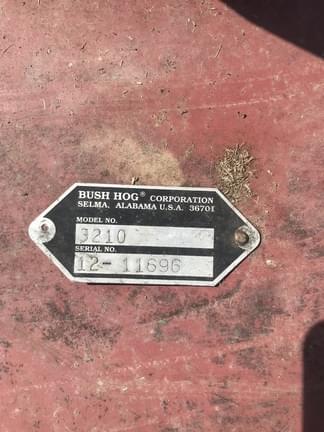 BUSH HOG® CORPORATION
SELMA, ALABAMA U.S.A. 36701
MODEL NO.
3210
SERIAL NO.
12-11696